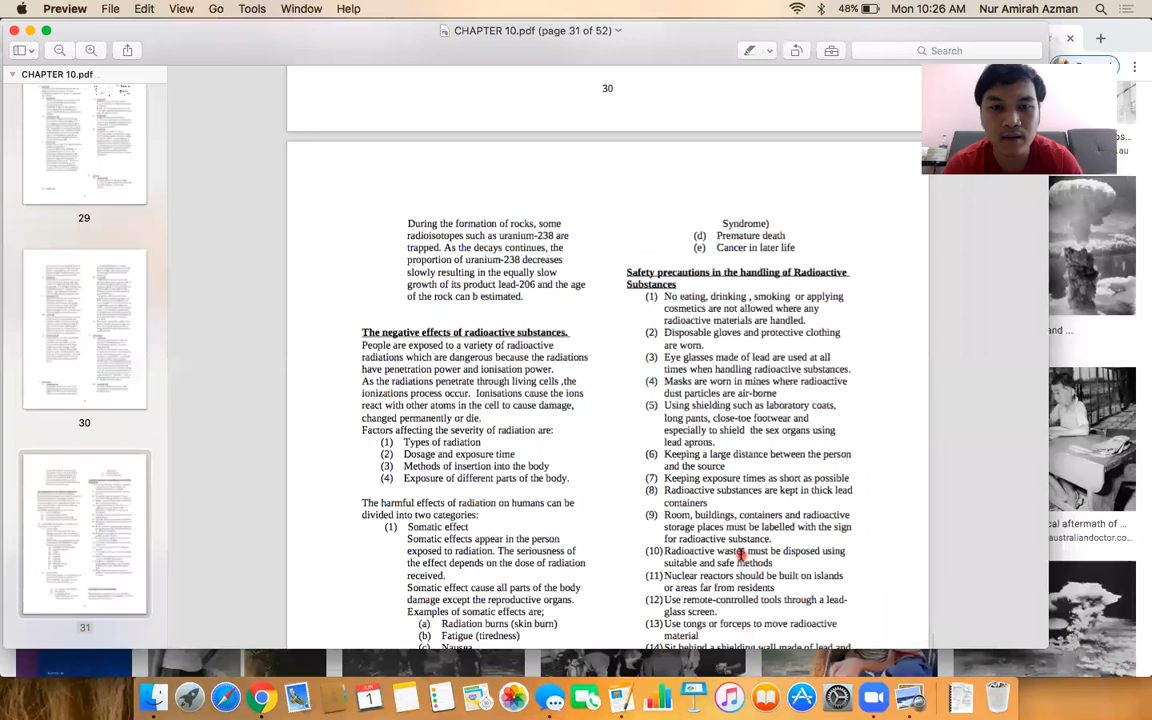 Preview File Edit View Go Tools Window Help
48% Mon 10:26 AM Nur Amirah Azman
CHAPTER 10.pdf (page 31 of 52)
Search
CHAPTER 10.pdf
29
30
31
30
During the formation of rocks, some
radioisotopes such as uranium-238 are
trapped. As the decays continues, the
proportion of uranium-238 decreases
slowly resulting in the equally slow
growth of its product lead-206 and the age
of the rock can b estimated.
The negative effects of radioactive substances.
People are exposed to a variety of radioactive
radiations which are dangerous because the radiations
have penetration power and ionisation power.
As the radiations penetrate through living cells ,the
ionizations process occur. Ionisations cause the ions
react with other atoms in the cell to cause damage,
changed permanently or die.
Factors affecting the severity of radiation are:
(1) Types of radiation
(2) Dosage and exposure time
(3) Methods of insertion into the body
(4) Exposure of different parts of the body.
The harmful effects of radiation on humans can be
divided into two categories:
(1) Somatic effect
Somatic effects appear in the person
exposed to radiation. The seriousness of
the effect depends on the dose of radiation
received.
Somatic effect cause all parts of the body
damage except the reproductive organs.
Examples of somatic effects are;
(a) Radiation burns (skin burn)
(b) Fatigue (tiredness)
(c) Nausea
Syndrome)
(d) Premature death
(e) Cancer in later life
Safety precautions in the handling of Radioactive
Substances
(1) No eating, drinking , smoking or applying
cosmetics are not allowed where any
radioactive materials are handled.
(2) Disposable gloves and protective clothing
are worn.
(3) Eye glasses made of lead are used at all
times when handling radioactive substances.
(4) Masks are worn in mines where radioactive
dust particles are air-borne
(5) Using shielding such as laboratory coats,
long pants, close-toe footwear and
especially to shield the sex organs using
lead aprons.
(6) Keeping a large distance between the person
and the source
(7) Keeping exposure times as short as possible
(8) Radioactive substances are kept in thick lead
containers
(9) Room, buildings, containers and radioactive
storage places must be labelled with the sign
for radioactive substance.
(10) Radioactive wastes must be disposed using
suitable and safe methods
(11) Nuclear reactors should be built on islands
or areas far from residents
(12) Use remote-controlled tools through a lead-
glass screen.
(13) Use tongs or forceps to move radioactive
material
(14) Sit behind a shielding wall made of lead and
and ...
cal aftermath of ...
australiandoctor.co...